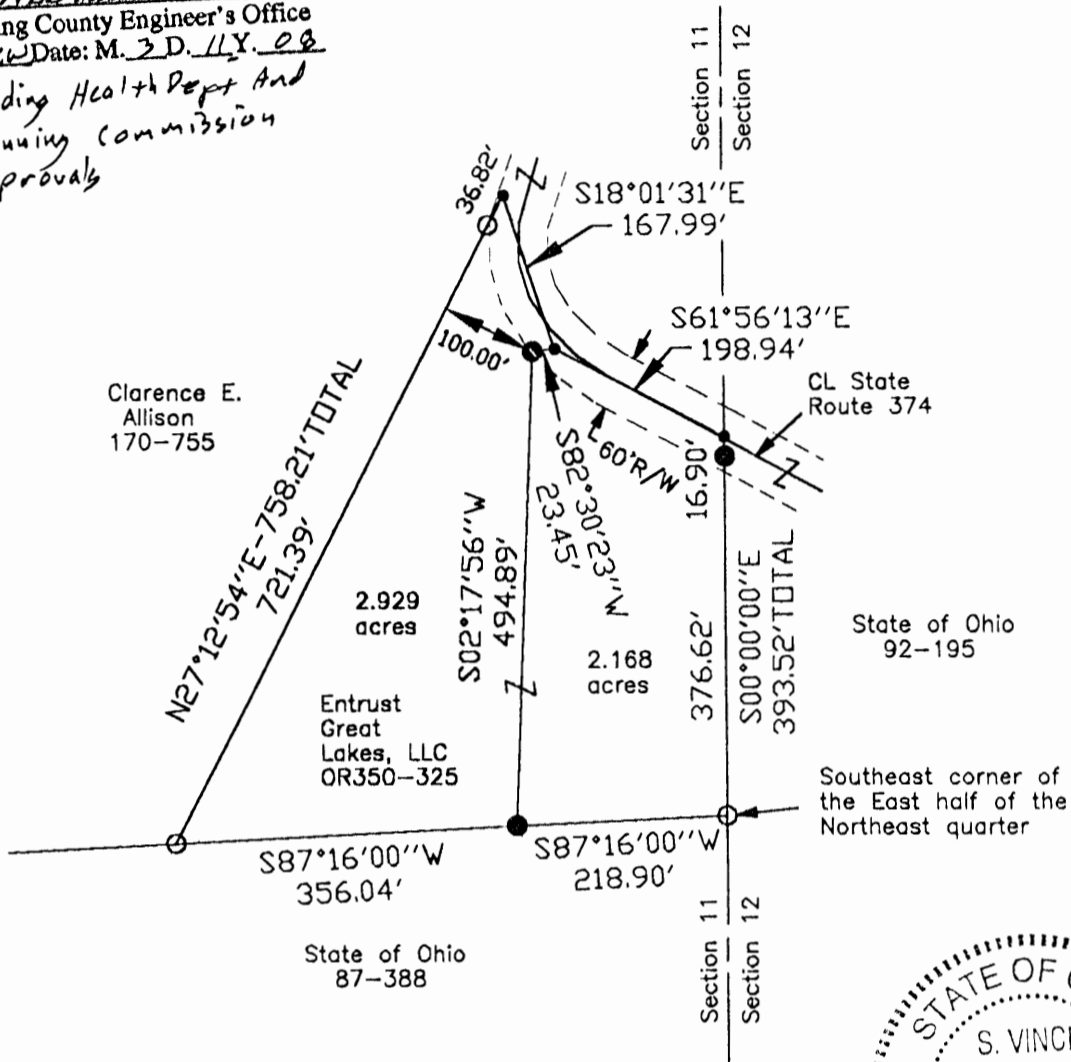 County Engineer's Office
Date: M. 3 D. 11 Y. 08
Health Dept And
Commission
Section 11
Section 12
36.82'
S18°01'31"E
167.99'
S61°56'13"E
198.94'
100.00'
CL State
Route 374
Clarence E.
Allison
170-755
N27°12'54"E-758.21'TOTAL
721.39'
60'R/W
S82°30'23"W
23.45'
16.90'
S02°17'56"W
494.89'
2.929
acres
2.168
acres
376.62'
S00°00'00"E
393.52'TOTAL
State of Ohio
92-195
Entrust
Great
Lakes, LLC
OR350-325
Southeast corner of
the East half of the
Northeast quarter
S87°16'00"W
356.04'
S87°16'00"W
218.90'
State of Ohio
87-388
Section 11
Section 12
STATE OF
S. VINC